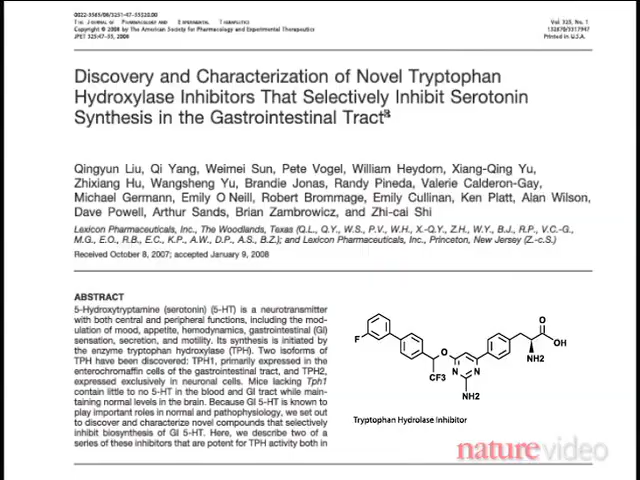 0022-3565/08/3251-47–55$20.00
THE JOURNAL OF PHARMACOLOGY AND EXPERIMENTAL THERAPEUTICS
Copyright © 2008 by The American Society for Pharmacology and Experimental Therapeutics
JPET 325:47–55, 2008
Vol. 325, No. 1
132670/3317947
Printed in U.S.A.
Discovery and Characterization of Novel Tryptophan
Hydroxylase Inhibitors That Selectively Inhibit Serotonin
Synthesis in the Gastrointestinal Tract
Qingyun Liu, Qi Yang, Weimei Sun, Pete Vogel, William Heydorn, Xiang-Qing Yu,
Zhixiang Hu, Wangsheng Yu, Brandie Jonas, Randy Pineda, Valerie Calderon-Gay,
Michael Germann, Emily O Neill, Robert Brommage, Emily Cullinan, Ken Platt, Alan Wilson,
Dave Powell, Arthur Sands, Brian Zambrowicz, and Zhi-cai Shi
Lexicon Pharmaceuticals, Inc., The Woodlands, Texas (Q.L., Q.Y., W.S., P.V., W.H., X.-Q.Y., Z.H., W.Y., B.J., R.P., V.C.-G.,
M.G., E.O., R.B., E.C., K.P., A.W., D.P., A.S., B.Z.); and Lexicon Pharmaceuticals, Inc., Princeton, New Jersey (Z.-c.S.)
Received October 8, 2007; accepted January 9, 2008
ABSTRACT
5-Hydroxytryptamine (serotonin) (5-HT) is a neurotransmitter
with both central and peripheral functions, including the mod-
ulation of mood, appetite, hemodynamics, gastrointestinal (GI)
sensation, secretion, and motility. Its synthesis is initiated by
the enzyme tryptophan hydroxylase (TPH). Two isoforms of
TPH have been discovered: TPH1, primarily expressed in the
enterochromaffin cells of the gastrointestinal tract, and TPH2,
expressed exclusively in neuronal cells. Mice lacking Tph1
contain little to no 5-HT in the blood and GI tract while main-
taining normal levels in the brain. Because GI 5-HT is known to
play important roles in normal and pathophysiology, we set out
to discover and characterize novel compounds that selectively
inhibit biosynthesis of GI 5-HT. Here, we describe two of a
series of these inhibitors that are potent for TPH activity both in
F
O
CF3
N
N
NH2
O
OH
NH2
Tryptophan Hydrolase Inhibitor
naturevideo